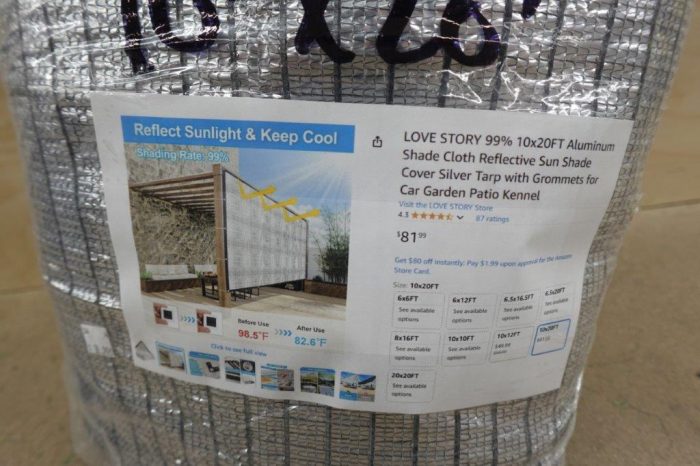 10' x 20'
Reflect Sunlight & Keep Cool
Shading Rate: 99%
Before Use
98.5°F
After Use
82.6°F
Click to see full view
LOVE STORY 99% 10x20FT Aluminum
Shade Cloth Reflective Sun Shade
Cover Silver Tarp with Grommets for
Car Garden Patio Kennel
Visit the LOVE STORY Store
4.3 87 ratings
$81.99
Get $80 off instantly: Pay $1.99 upon approval for the Amazon
Store Card.
Size: 10x20FT
6x6FT
See available
options
6x12FT
See available
options
6.5x16.5FT
See available
options
6.5x20FT
See available
options
8x16FT
See available
options
10x10FT
See available
options
10x12FT
$49.99
10x20FT
20x20FT
See available
options